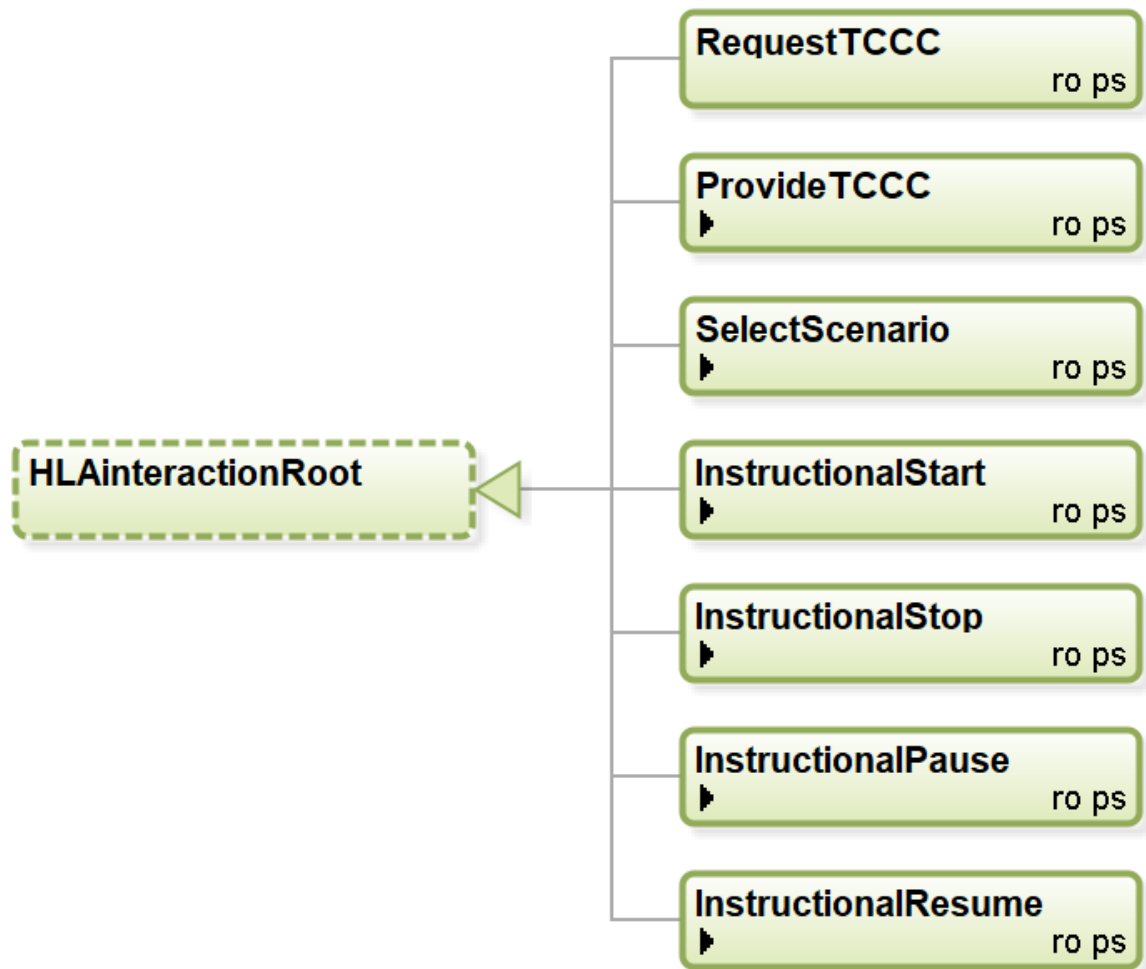 RequestTCCC
ro ps
ProvideTCCC
ro ps
SelectScenario
ro ps
HLAinteractionRoot
InstructionalStart
ro ps
InstructionalStop
ro ps
InstructionalPause
ro ps
InstructionalResume
ro ps